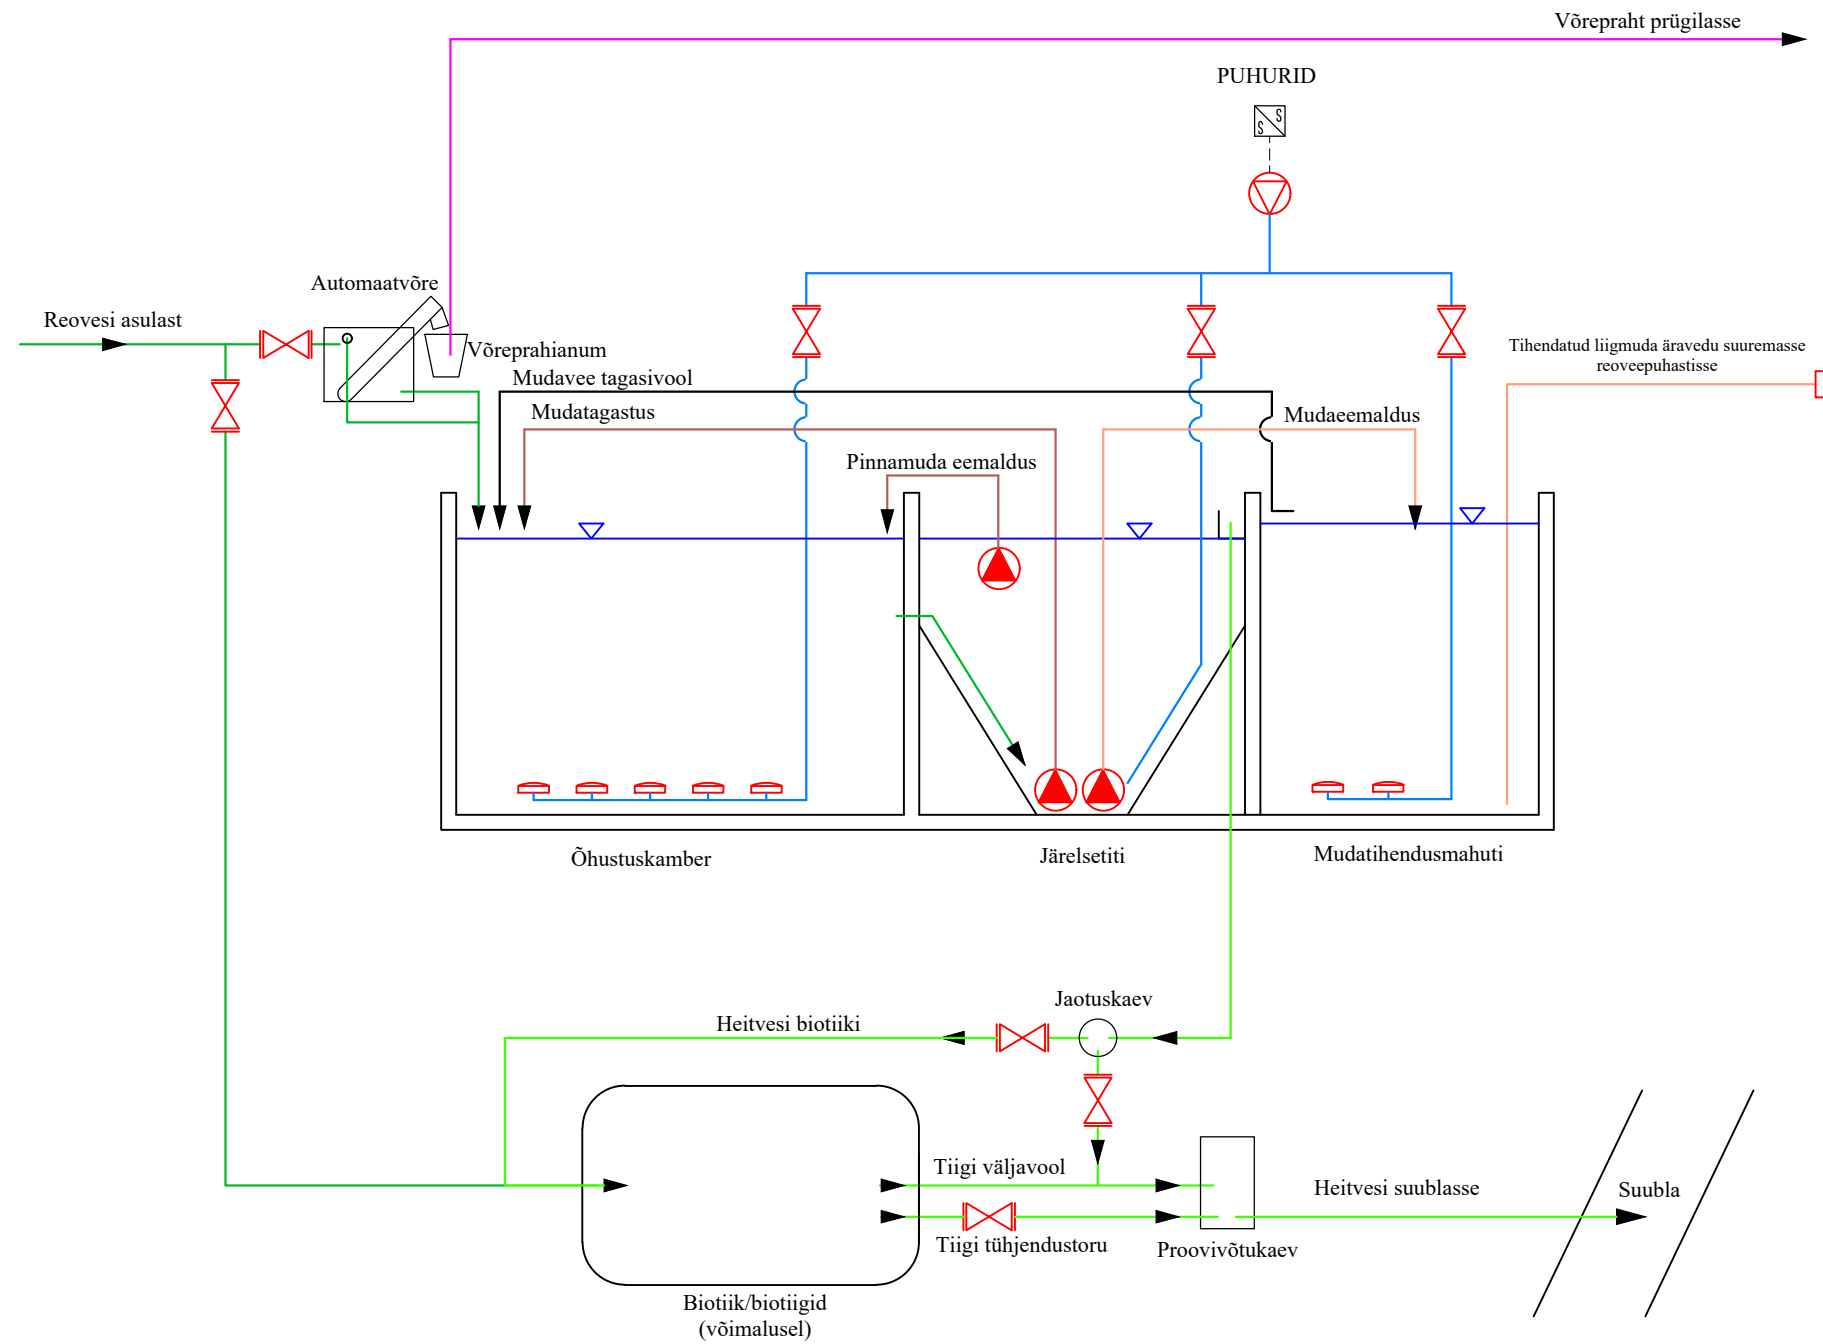 Võrepraht prügilasse
PUHURID
S
S
Automaatvõre
Reovesi asulast
Võreprahianum
Tihendatud liigmuda äravedu suuremasse
reoveepuhastisse
Mudavee tagasivool
Mudatagastus
Mudaeemaldus
Pinnamuda eemaldus
Õhustuskamber
Järelsetiti
Mudatihendusmahuti
Jaotuskaev
Heitvesi biotiiki
Tiigi väljavool
Heitvesi suublasse
Suubla
Tiigi tühjendustoru
Proovivõtukaev
Biotiik/biotiigid
(võimalusel)